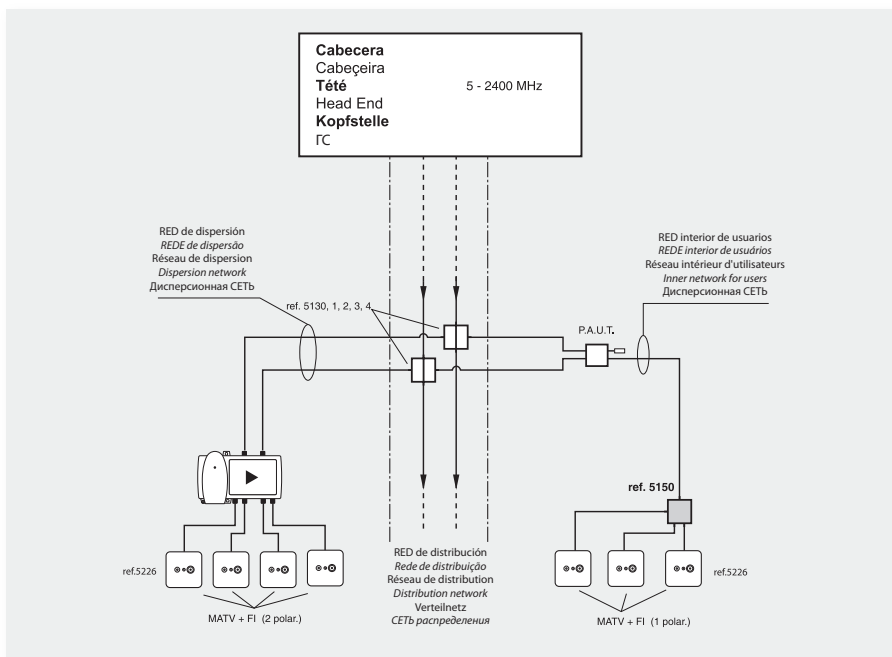 Cabecera
Cabeçeira
Tété 5 - 2400 MHz
Head End
Kopfstelle
ГС
RED de dispersión
REDE de dispersão
Réseau de dispersion
Dispersion network
Дисперсионная СЕТЬ
RED interior de usuarios
REDE interior de usuários
Réseau intérieur d'utilisateurs
Inner network for users
Дисперсионная СЕТЬ
ref. 5130, 1, 2, 3, 4
P.A.U.T.
ref. 5150
ref.5226
ref.5226
MATV + FI (2 polar.)
MATV + FI (1 polar.)
RED de distribución
Rede de distribuição
Réseau de distribution
Distribution network
Verteilnetz
СЕТЬ распределения